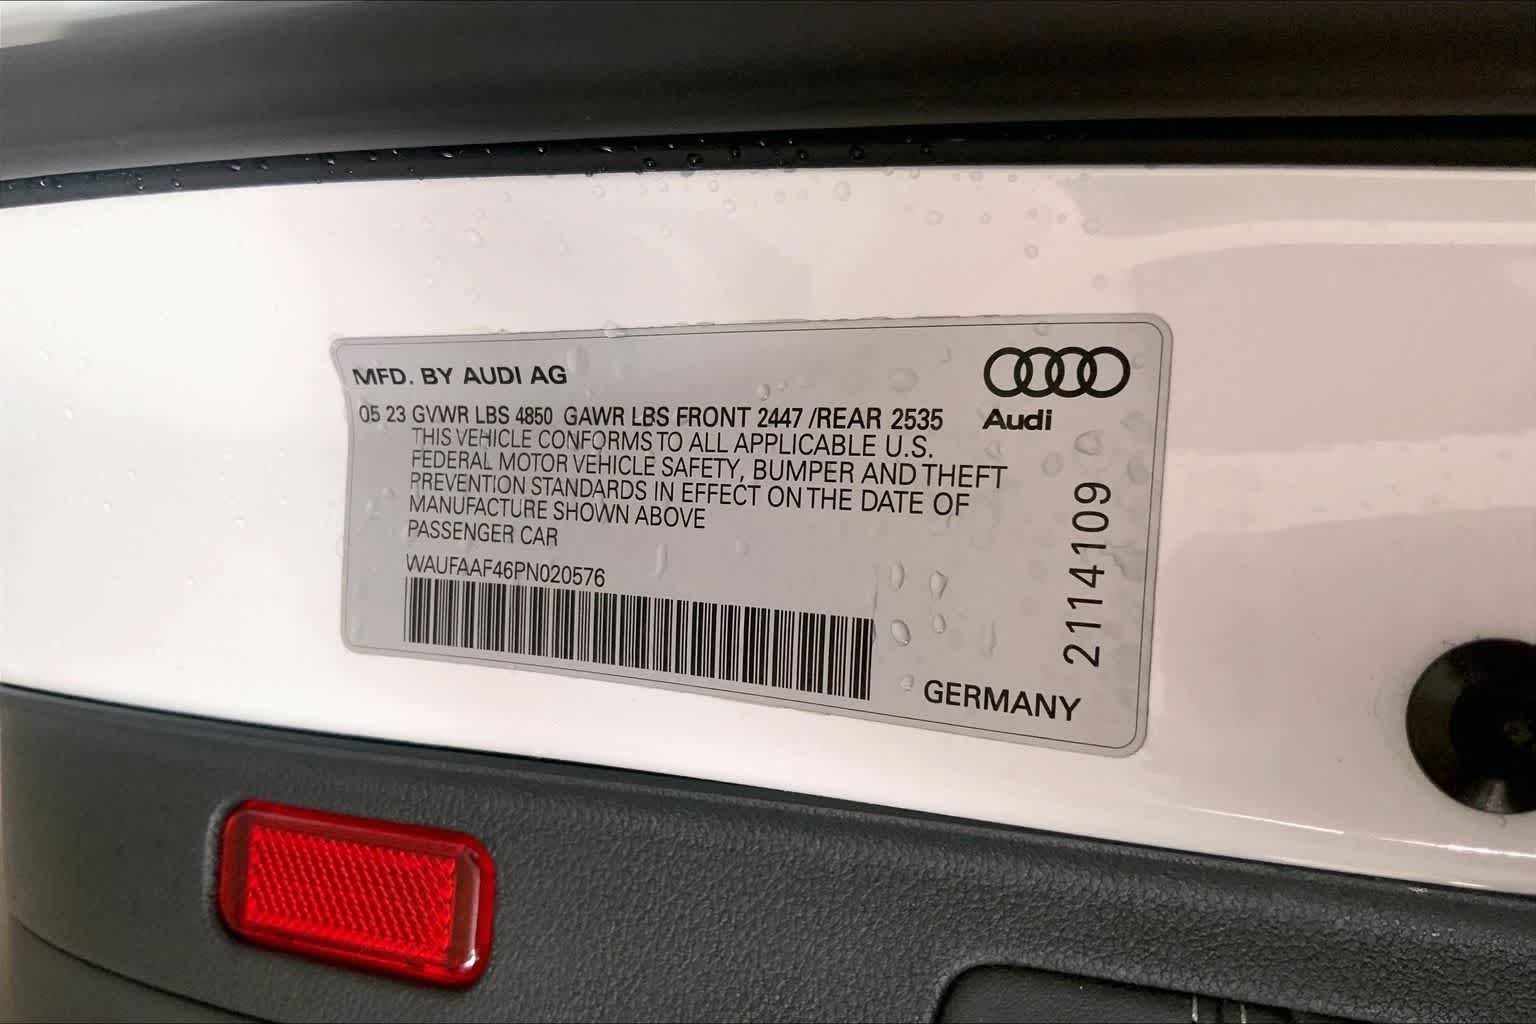 MFD. BY AUDI AG
05 23 GVWR LBS 4850 GAWR LBS FRONT 2447 /REAR 2535
THIS VEHICLE CONFORMS TO ALL APPLICABLE U.S.
FEDERAL MOTOR VEHICLE SAFETY, BUMPER AND THEFT
PREVENTION STANDARDS IN EFFECT ON THE DATE OF
MANUFACTURE SHOWN ABOVE
PASSENGER CAR
WAUFAAF46PN020576
GERMANY
Audi
2114109